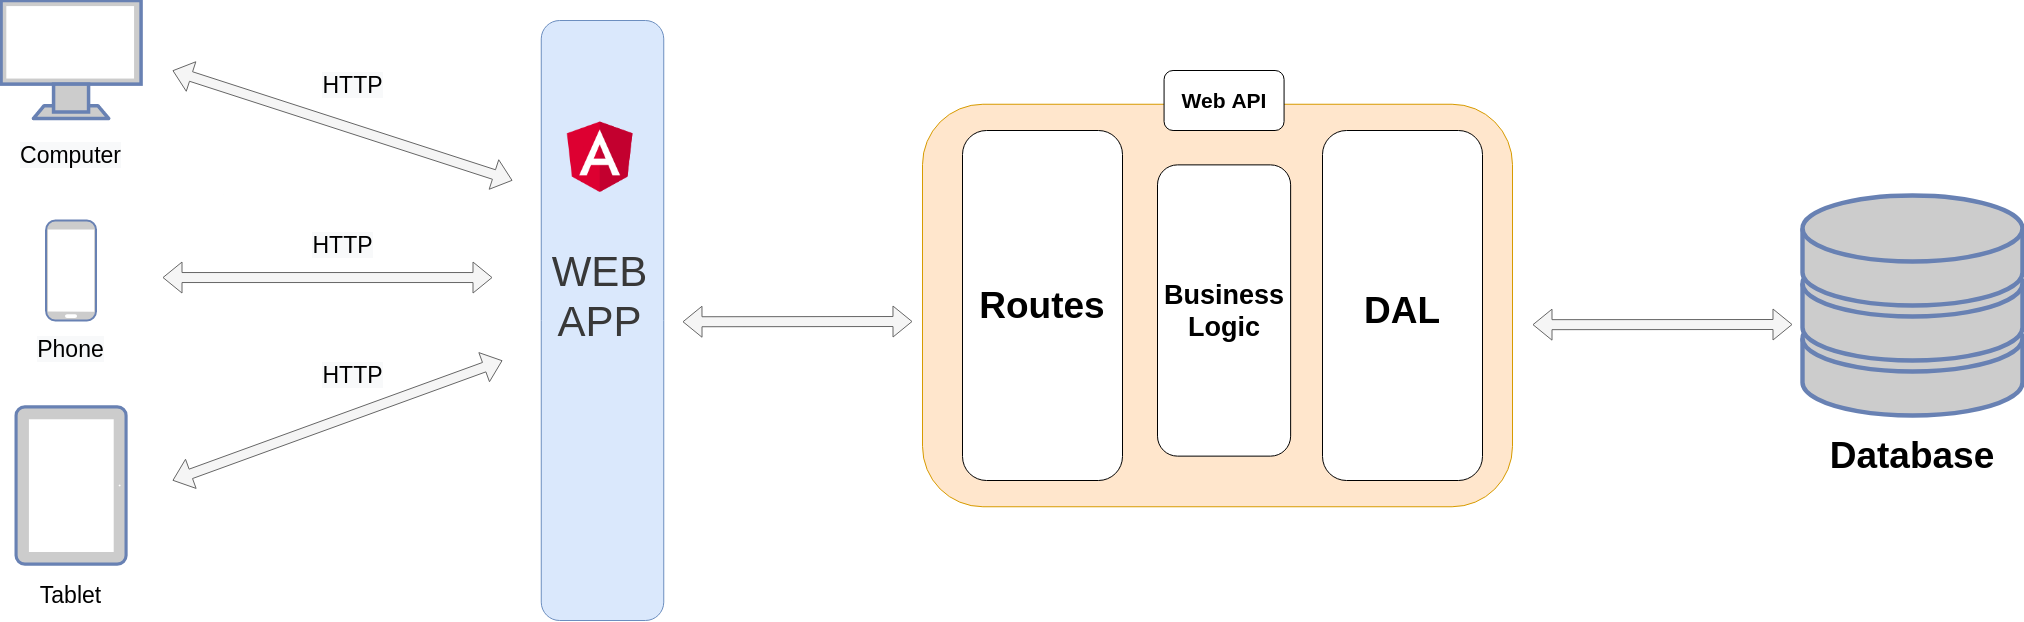 HTTP
Computer
HTTP
Phone
HTTP
Tablet
WEB
APP
Web API
Routes
Business
Logic
DAL
Database